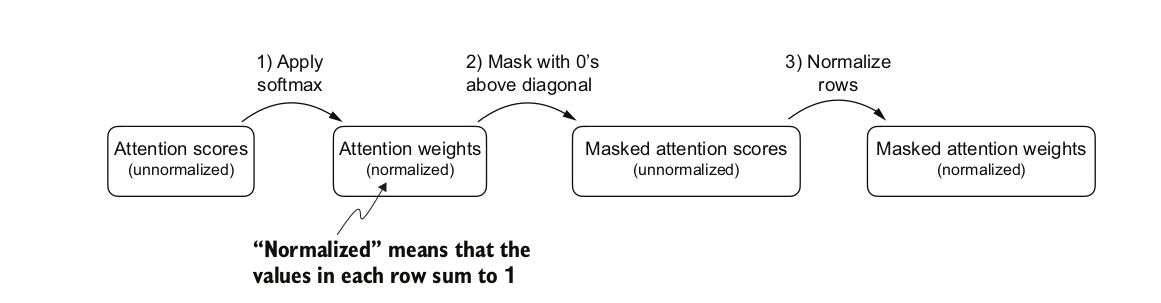 1) Apply
softmax
2) Mask with 0’s
above diagonal
3) Normalize
rows
Attention scores
(unnormalized)
Attention weights
(normalized)
Masked attention scores
(unnormalized)
Masked attention weights
(normalized)
“Normalized” means that the
values in each row sum to 1